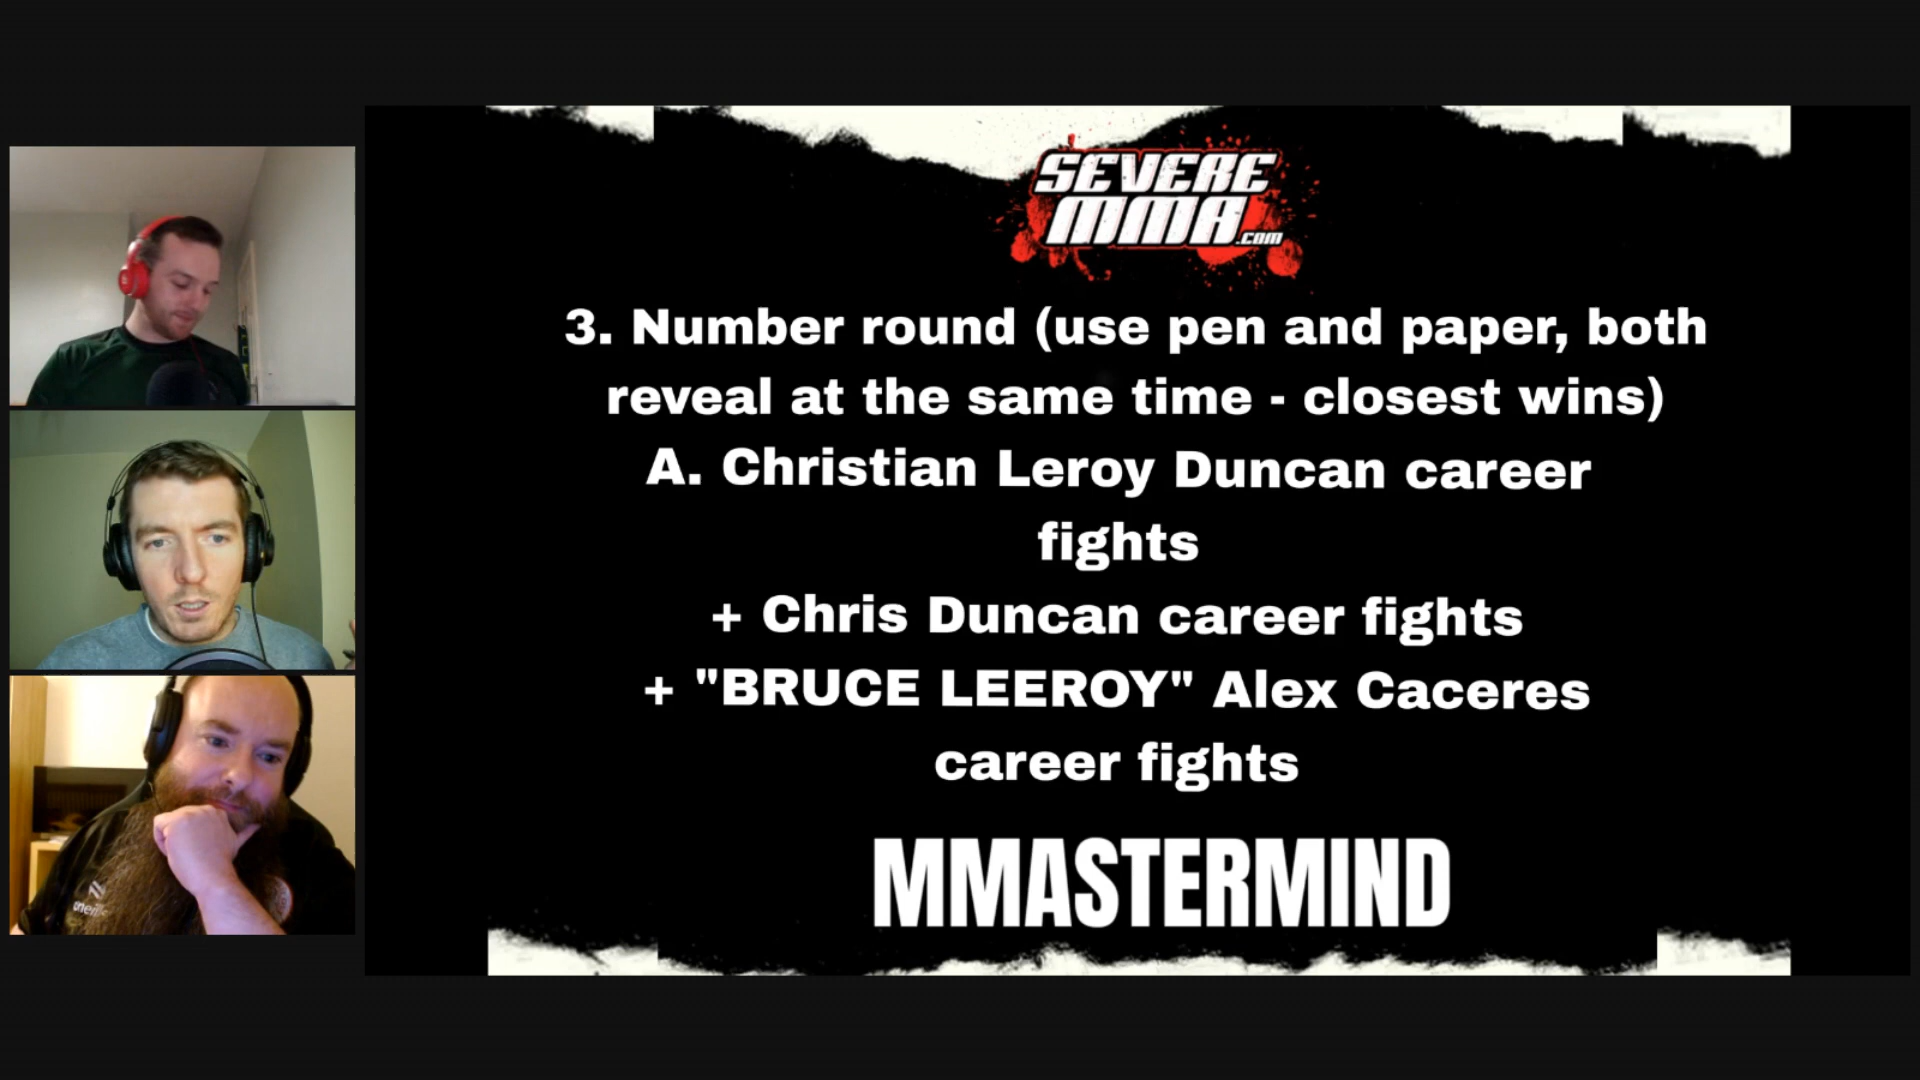 SEVERE
MMA.com
3. Number round (use pen and paper, both
reveal at the same time - closest wins)
A. Christian Leroy Duncan career
fights
+ Chris Duncan career fights
+ "BRUCE LEEROY" Alex Caceres
career fights
MMASTERMIND